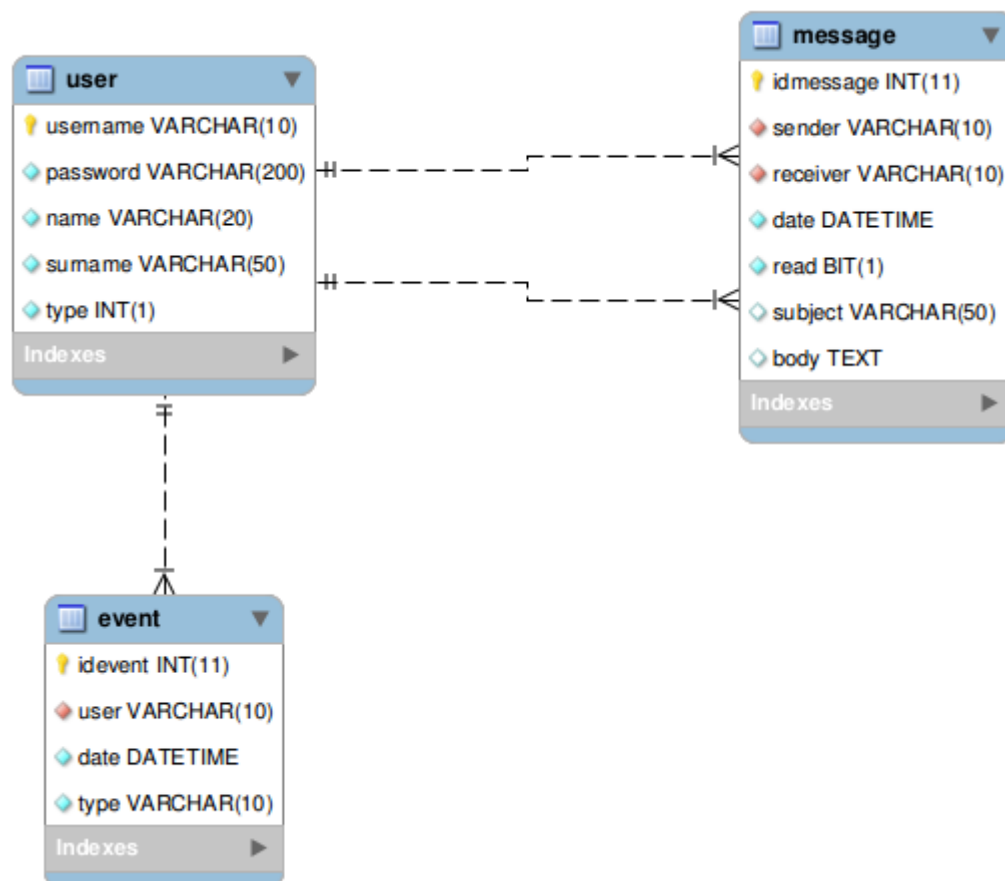 user
username VARCHAR(10)
password VARCHAR(200)
name VARCHAR(20)
surname VARCHAR(50)
type INT(1)
Indexes
message
idmessage INT(11)
sender VARCHAR(10)
receiver VARCHAR(10)
date DATETIME
read BIT(1)
subject VARCHAR(50)
body TEXT
Indexes
event
idevent INT(11)
user VARCHAR(10)
date DATETIME
type VARCHAR(10)
Indexes